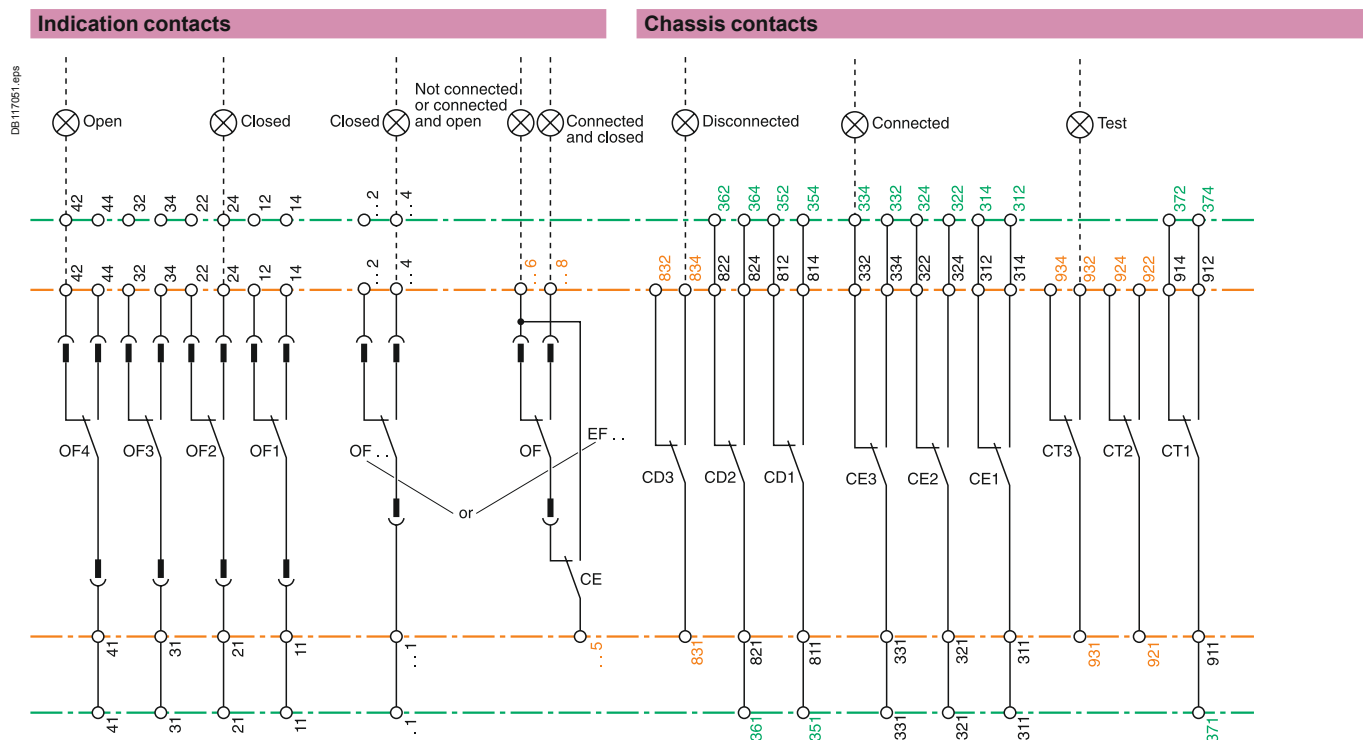 Indication contacts
Chassis contacts
DB117051.eps
Open
Closed
Closed
Not connected
or connected
and open
Connected
and closed
Disconnected
Connected
Test
42 44 32 34 22 24 12 14 . . 2 . . 4 362 364 352 354 334 332 324 322 314 312 372 374
42 44 32 34 22 24 12 14 . . 2 . . 4 . . 6 . . 8 832 834 822 824 812 814 332 334 322 324 312 314 934 932 924 922 914 912
OF4 OF3 OF2 OF1 OF . . OF EF . . CD3 CD2 CD1 CE3 CE2 CE1 CT3 CT2 CT1
or
CE
41 31 21 11 . . 1 . . 5 831 821 811 331 321 311 931 921 911
41 31 21 11 . . 1 361 351 331 321 311 371